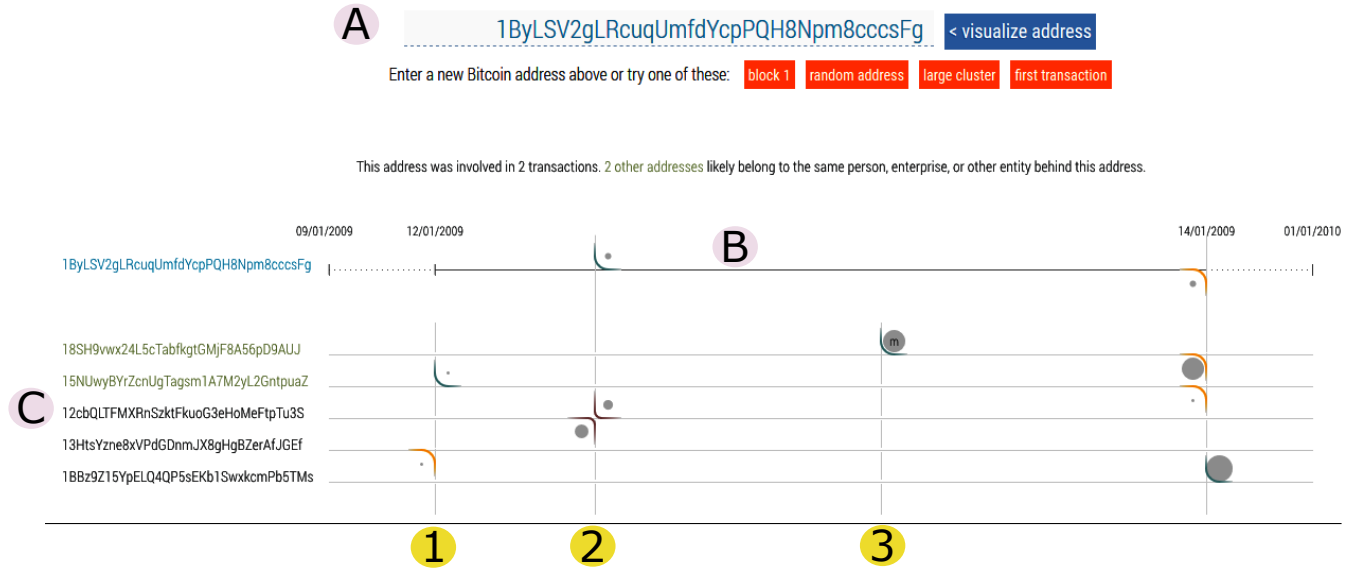 A
1ByLSV2gLRcuqUmfdYcpPQH8Npm8cccsFg < visualize address
Enter a new Bitcoin address above or try one of these: block 1 random address large cluster first transaction
This address was involved in 2 transactions. 2 other addresses likely belong to the same person, enterprise, or other entity behind this address.
09/01/2009 12/01/2009 14/01/2009 01/01/2010
B
1ByLSV2gLRcuqUmfdYcpPQH8Npm8cccsFg
18SH9vwx24L5cTabfkgtGMjF8A56pD9AUJ
m
15NUwyBYrZcnUgTagsm1A7M2yL2GntpuaZ
C
12cbQLTFMXRnSzktFkuoG3eHoMeFtpTu3S
13HtsYzne8xVPdGDnmJX8gHgBZerAfJGEf
1BBz9Z15YpELQ4QP5sEKb1SwxkcmPb5TMs
1 2 3